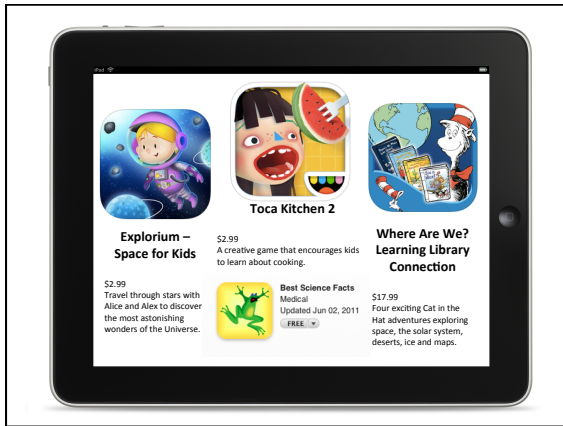 iPad
Explorium –
Space for Kids
$2.99
Travel through stars with
Alice and Alex to discover
the most astonishing
wonders of the Universe.
Toca Kitchen 2
$2.99
A creative game that encourages kids
to learn about cooking.
Best Science Facts
Medical
Updated Jun 02, 2011
FREE
Where Are We?
Learning Library
Connection
$17.99
Four exciting Cat in the
Hat adventures exploring
space, the solar system,
deserts, ice and maps.